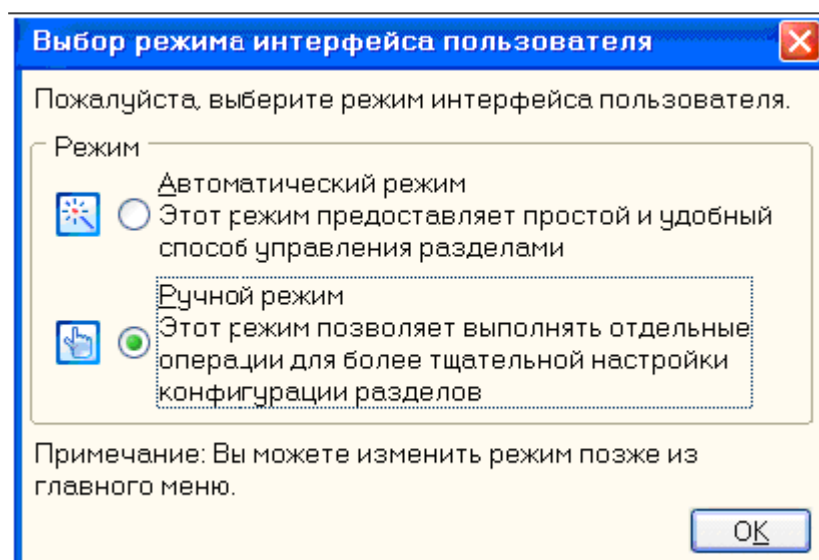 Выбор режима интерфейса пользователя
Пожалуйста, выберите режим интерфейса пользователя.
Режим
Автоматический режим
Этот режим предоставляет простой и удобный
способ управления разделами
Ручной режим
Этот режим позволяет выполнять отдельные
операции для более тщательной настройки
конфигурации разделов
Примечание: Вы можете изменить режим позже из
главного меню.
OK